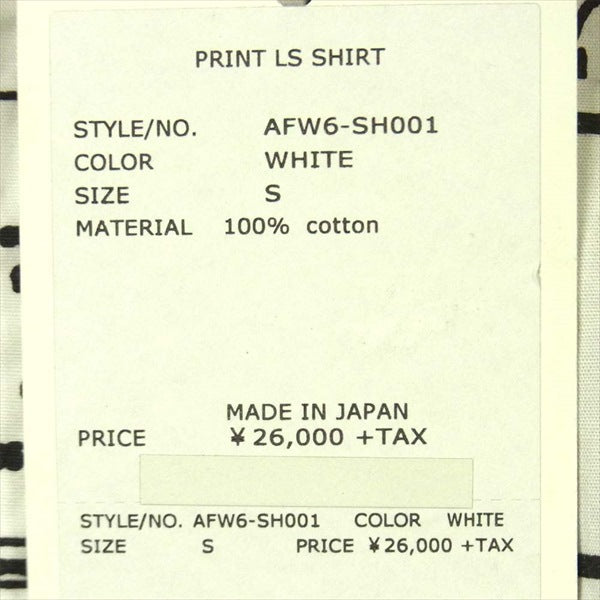 PRINT LS SHIRT
STYLE/NO. AFW6-SH001
COLOR WHITE
SIZE S
MATERIAL 100% cotton
MADE IN JAPAN
PRICE ¥26,000 +TAX
STYLE/NO. AFW6-SH001 COLOR WHITE
SIZE S PRICE ¥26,000 +TAX